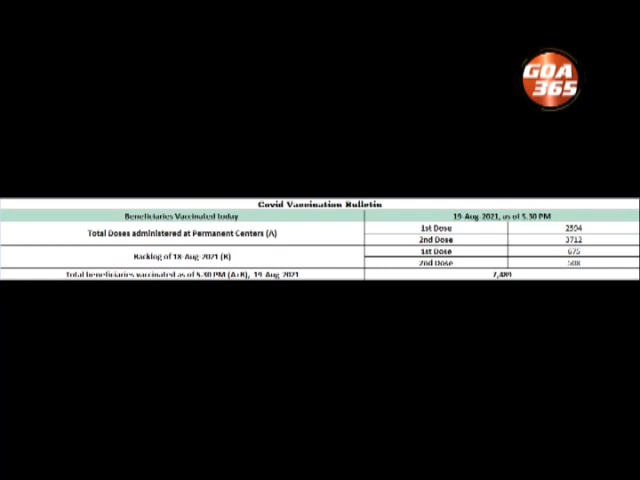 GOA
365
Covid Vaccination Bulletin
Beneficiaries Vaccinated today 19-Aug-2021, as of 5.30 PM
Total Doses administered at Permanent Centers (A) 1st Dose 2594
2nd Dose 3712
Backlog of 18-Aug-2021 (B) 1st Dose 675
2nd Dose 508
Total beneficiaries vaccinated as of 5.30 PM (A+B), 19-Aug-2021 7,489